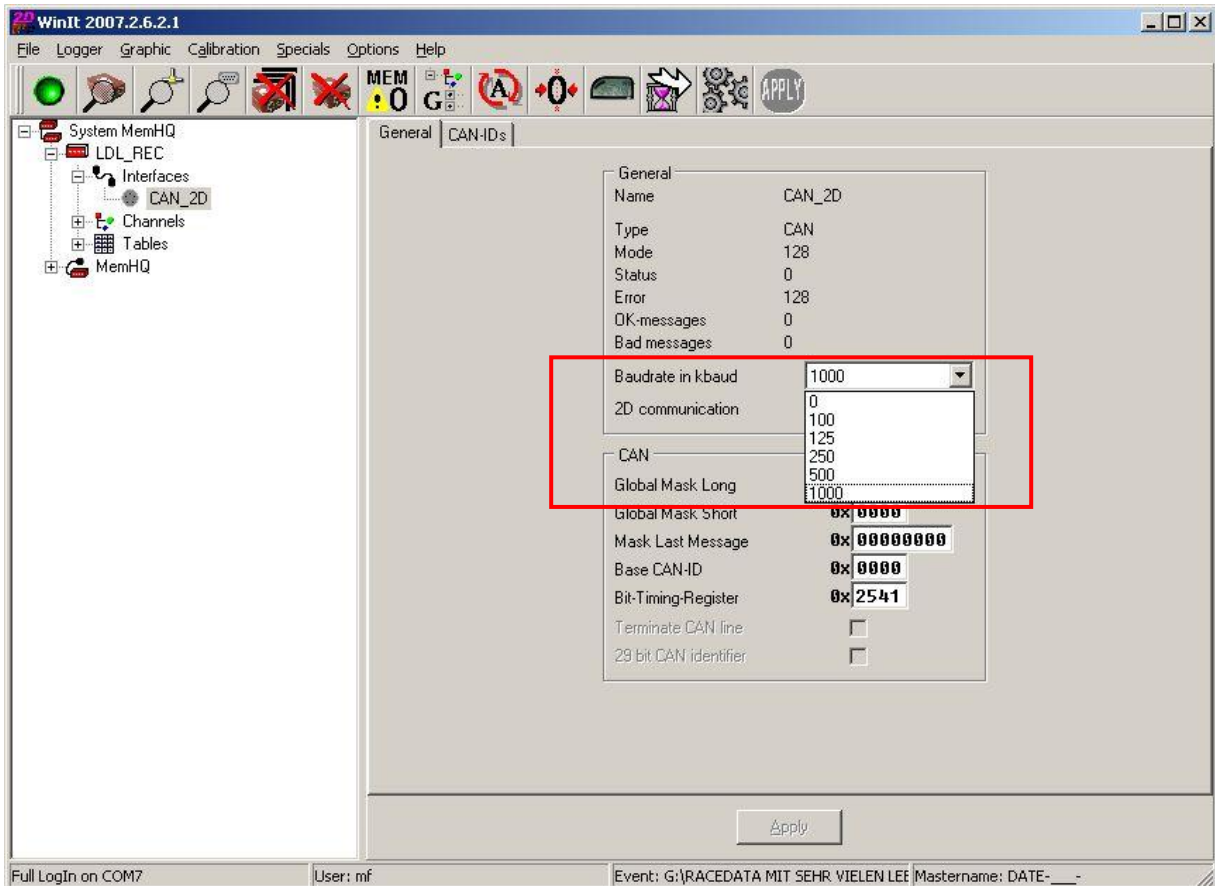 WinIt 2007.2.6.2.1
File Logger Graphic Calibration Specials Options Help
MEM 0 G A 0 APPLY
System MemHQ
LDL_REC
Interfaces
CAN_2D
Channels
Tables
MemHQ
General CAN-IDs
General
Name CAN_2D
Type CAN
Mode 128
Status 0
Error 128
OK-messages 0
Bad messages 0
Baudrate in kbaud 1000
2D communication
0
100
125
250
500
1000
CAN
Global Mask Long
Global Mask Short 0x 0000
Mask Last Message 0x 00000000
Base CAN-ID 0x 0000
Bit-Timing-Register 0x 2541
Terminate CAN line
29 bit CAN identifier
Apply
Full LogIn on COM7 User: mf Event: G:\RACEDATA MIT SEHR VIELEN LEE Mastername: DATE-___-